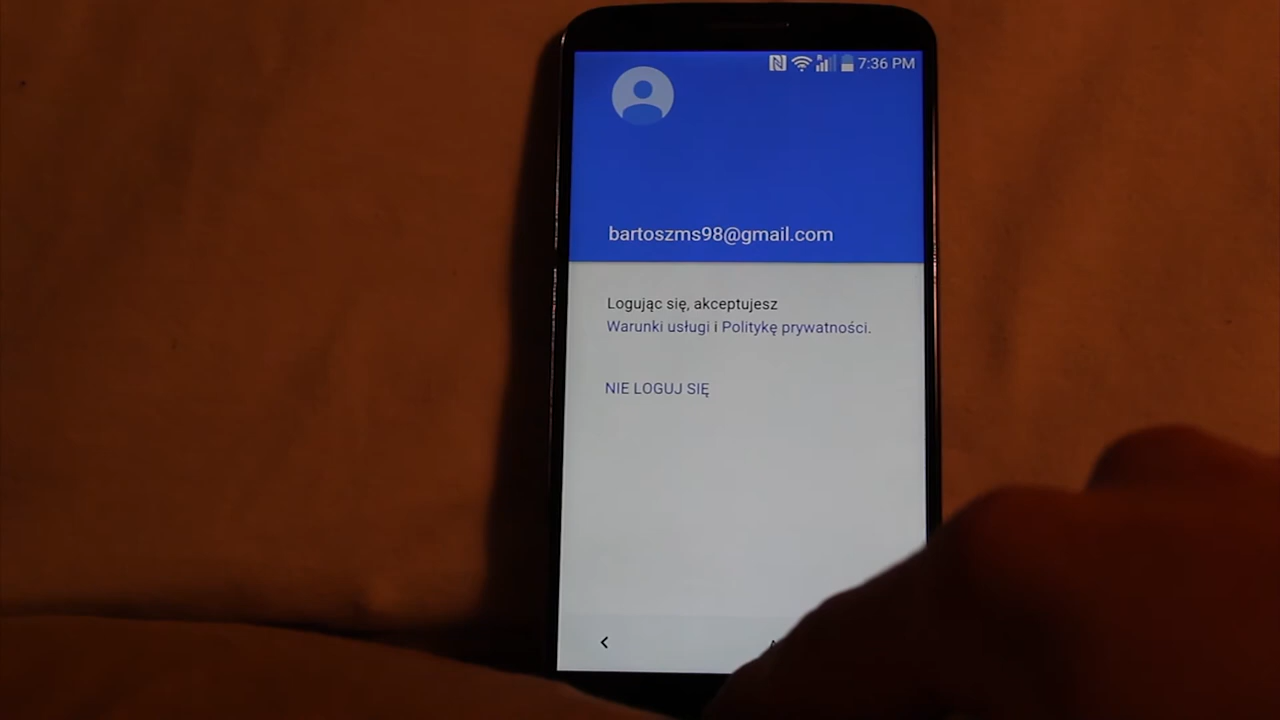 7:36 PM
bartoszms98@gmail.com
Logując się, akceptujesz
Warunki usługi i Politykę prywatności.
NIE LOGUJ SIĘ